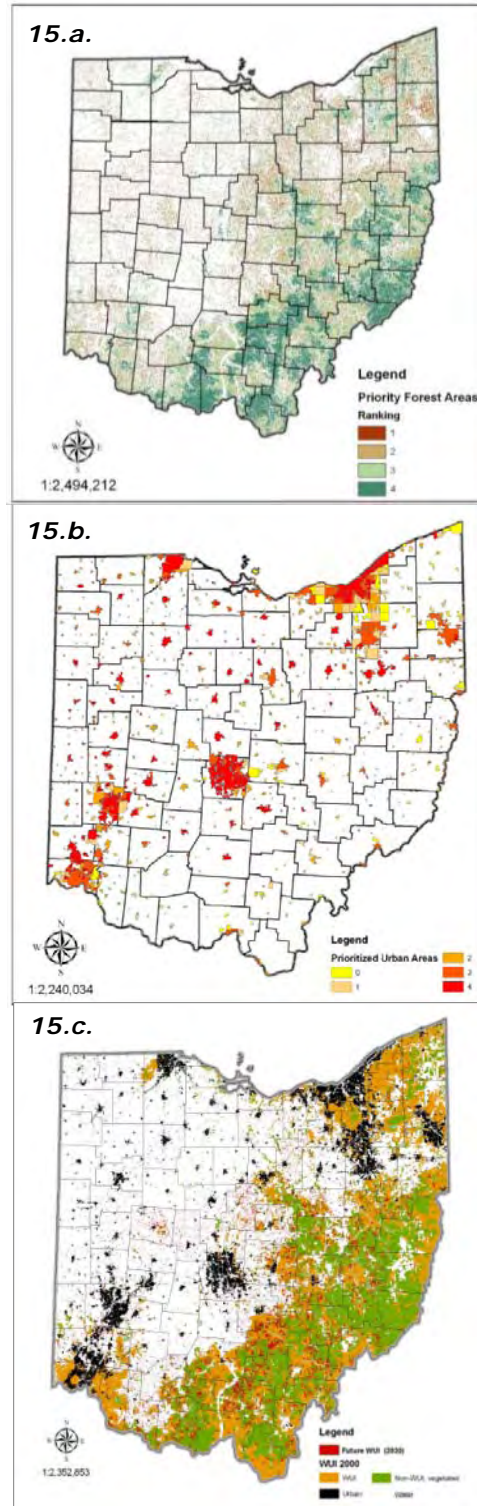 15.a.
Legend
Priority Forest Areas
Ranking
1
2
3
4
N
W E
S
1:2,494,212
15.b.
N
W E
S
1:2,240,034
Legend
Prioritized Urban Areas
0
1
2
3
4
15.c.
N
W E
S
1:2,352,853
Legend
Future WUI (2030)
WUI 2000
WUI
Non-WUI, vegetated
Urban